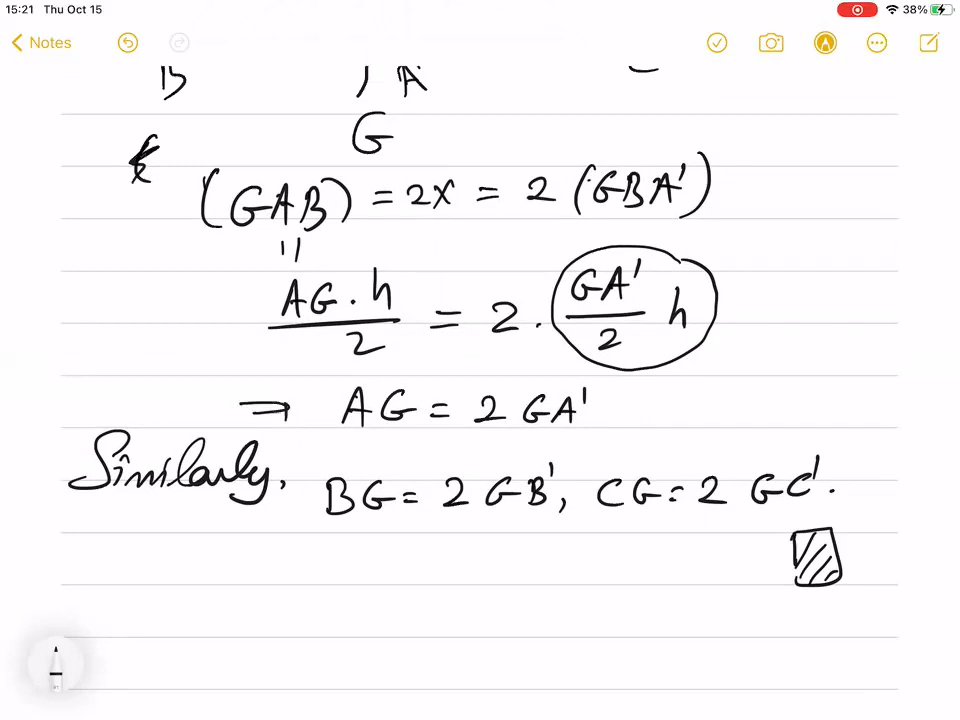 15:21 Thu Oct 15 38%
Notes
A
G
(GAB) = 2x = 2 (GBA')
||
AG · h / 2 = 2 · GA' / 2 h
⇒ AG = 2 GA'
Similarly, BG = 2 GB', CG = 2 GC'.